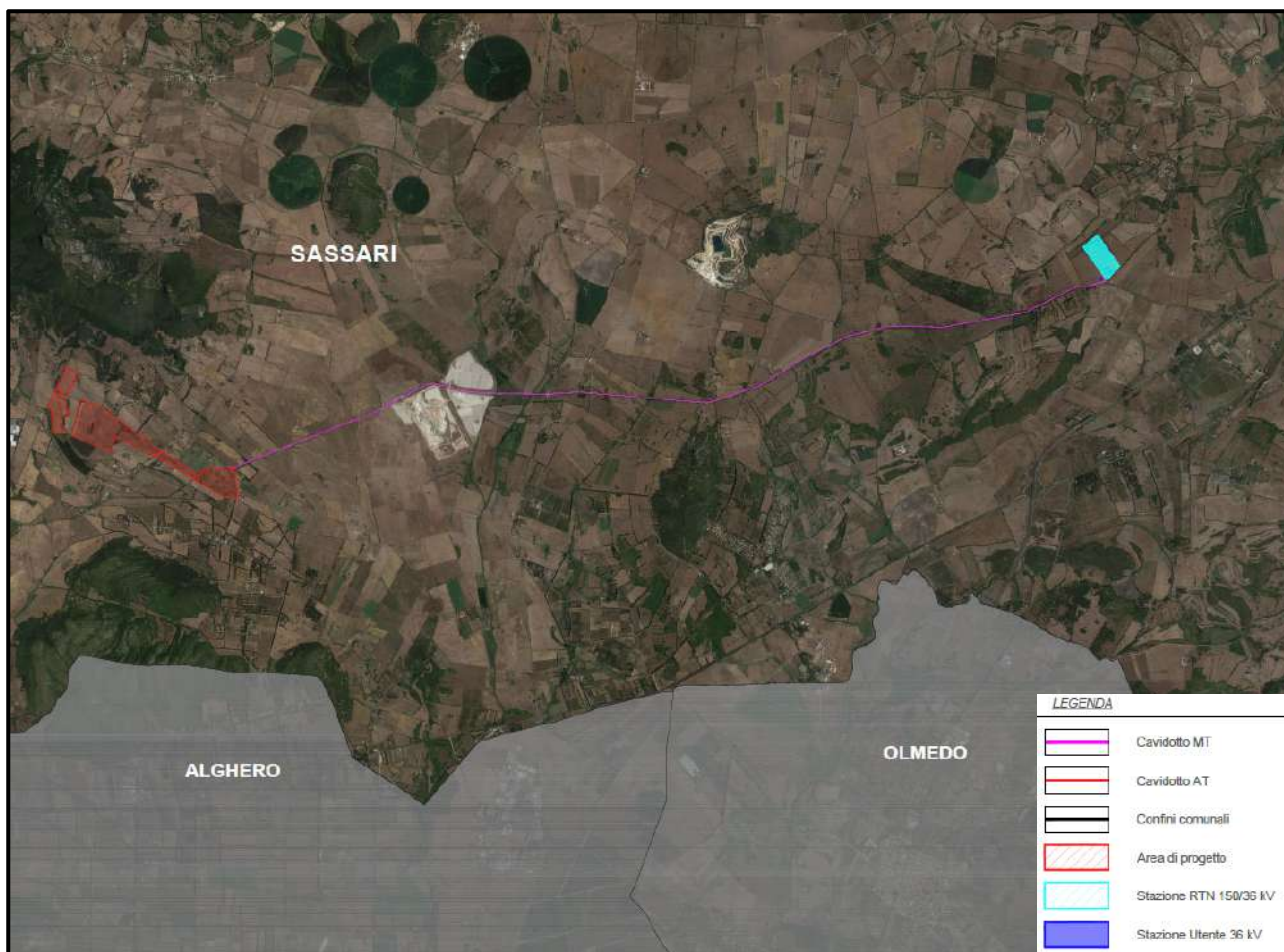 SASSARI
ALGHERO
OLMEDO
LEGENDA
Cavidotto MT
Cavidotto AT
Confini comunali
Area di progetto
Stazione RTN 150/36 kV
Stazione Utente 36 kV